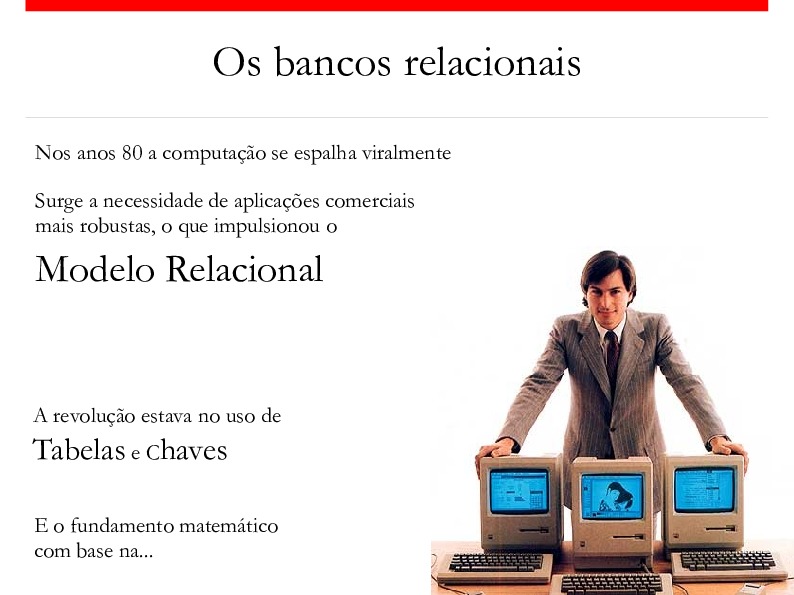 Os bancos relacionais
Nos anos 80 a computação se espalha viralmente
Surge a necessidade de aplicações comerciais
mais robustas, o que impulsionou o
Modelo Relacional
A revolução estava no uso de
Tabelas e Chaves
E o fundamento matemático
com base na...